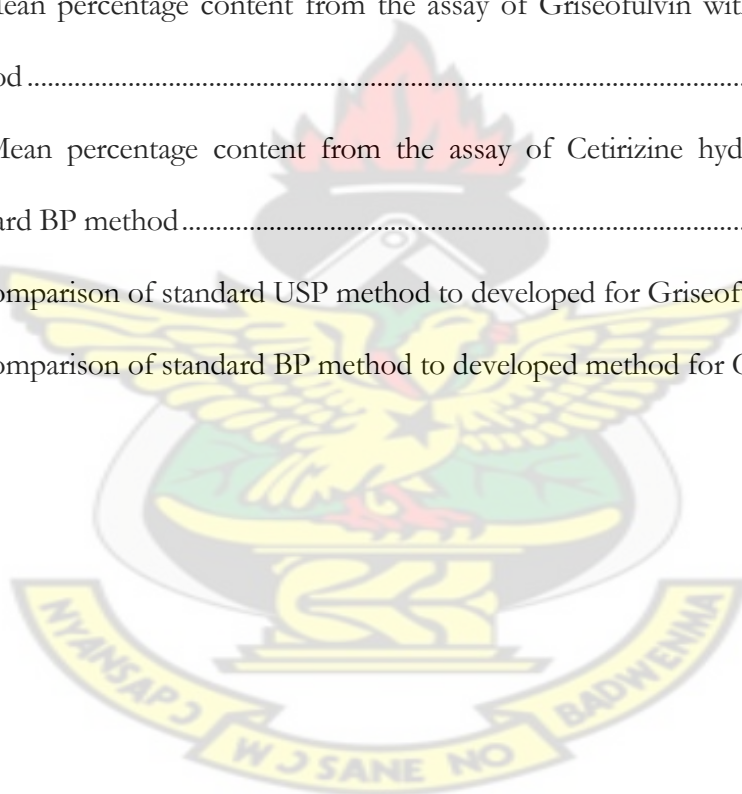 Mean percentage content from the assay of Griseofulvin wit
od ........................................................................................................
Mean percentage content from the assay of Cetirizine hyd
ard BP method ...................................................................................
omparison of standard USP method to developed for Griseof
omparison of standard BP method to developed method for
NYANSAPƆ
WƆ SANE NO
BADWENMA